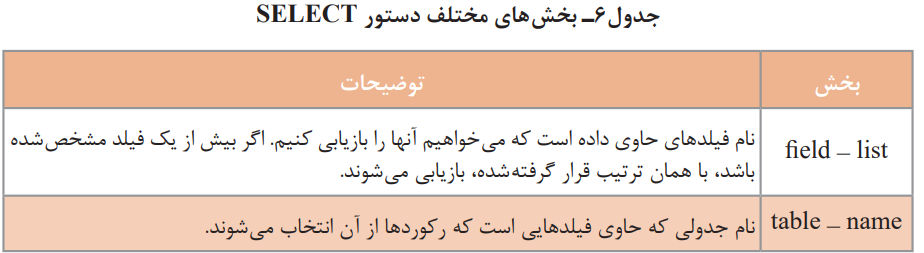 جدول ۶ـ بخش‌های مختلف دستور SELECT
بخش توضیحات
field – list نام فیلدهای حاوی داده است که می‌خواهیم آنها را بازیابی کنیم. اگر بیش از یک فیلد مشخص‌شده
باشد، با همان ترتیب قرار گرفته‌شده، بازیابی می‌شوند.
table – name نام جدولی که حاوی فیلدهایی است که رکوردها از آن انتخاب می‌شوند.